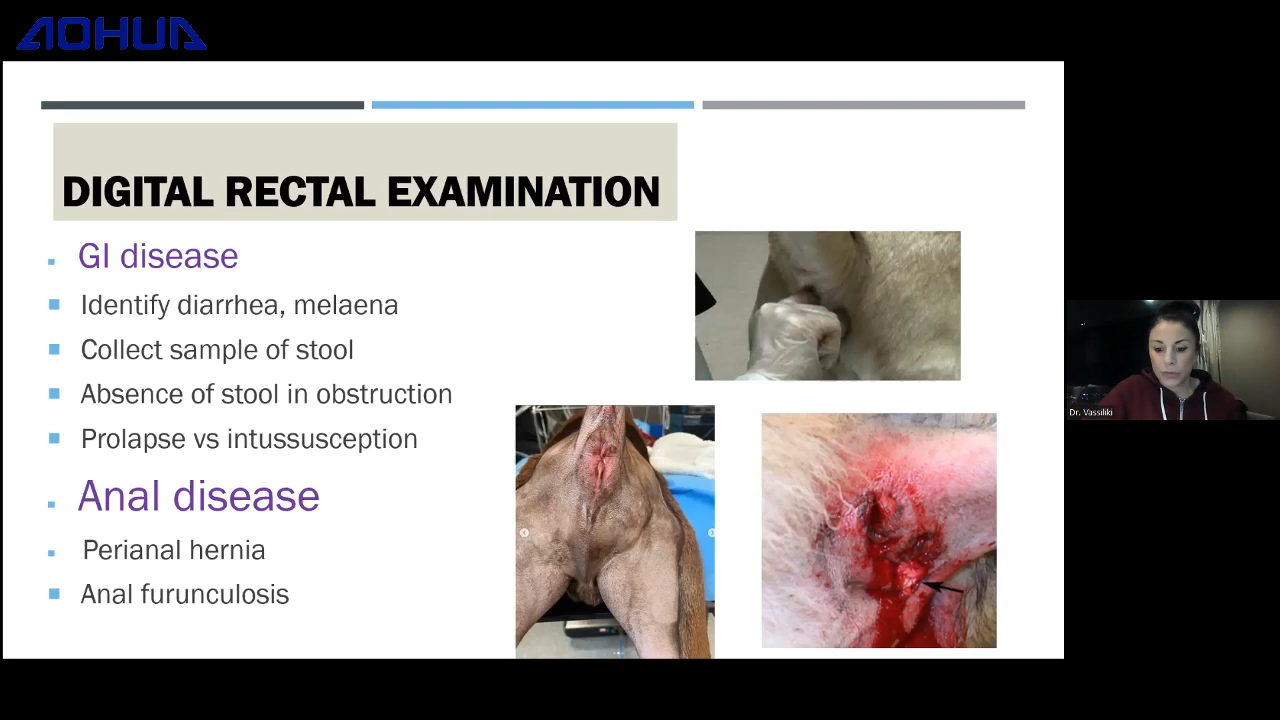 AOHUA
DIGITAL RECTAL EXAMINATION
GI disease
Identify diarrhea, melaena
Collect sample of stool
Absence of stool in obstruction
Prolapse vs intussusception
Anal disease
Perianal hernia
Anal furunculosis
Dr. Vassiliki